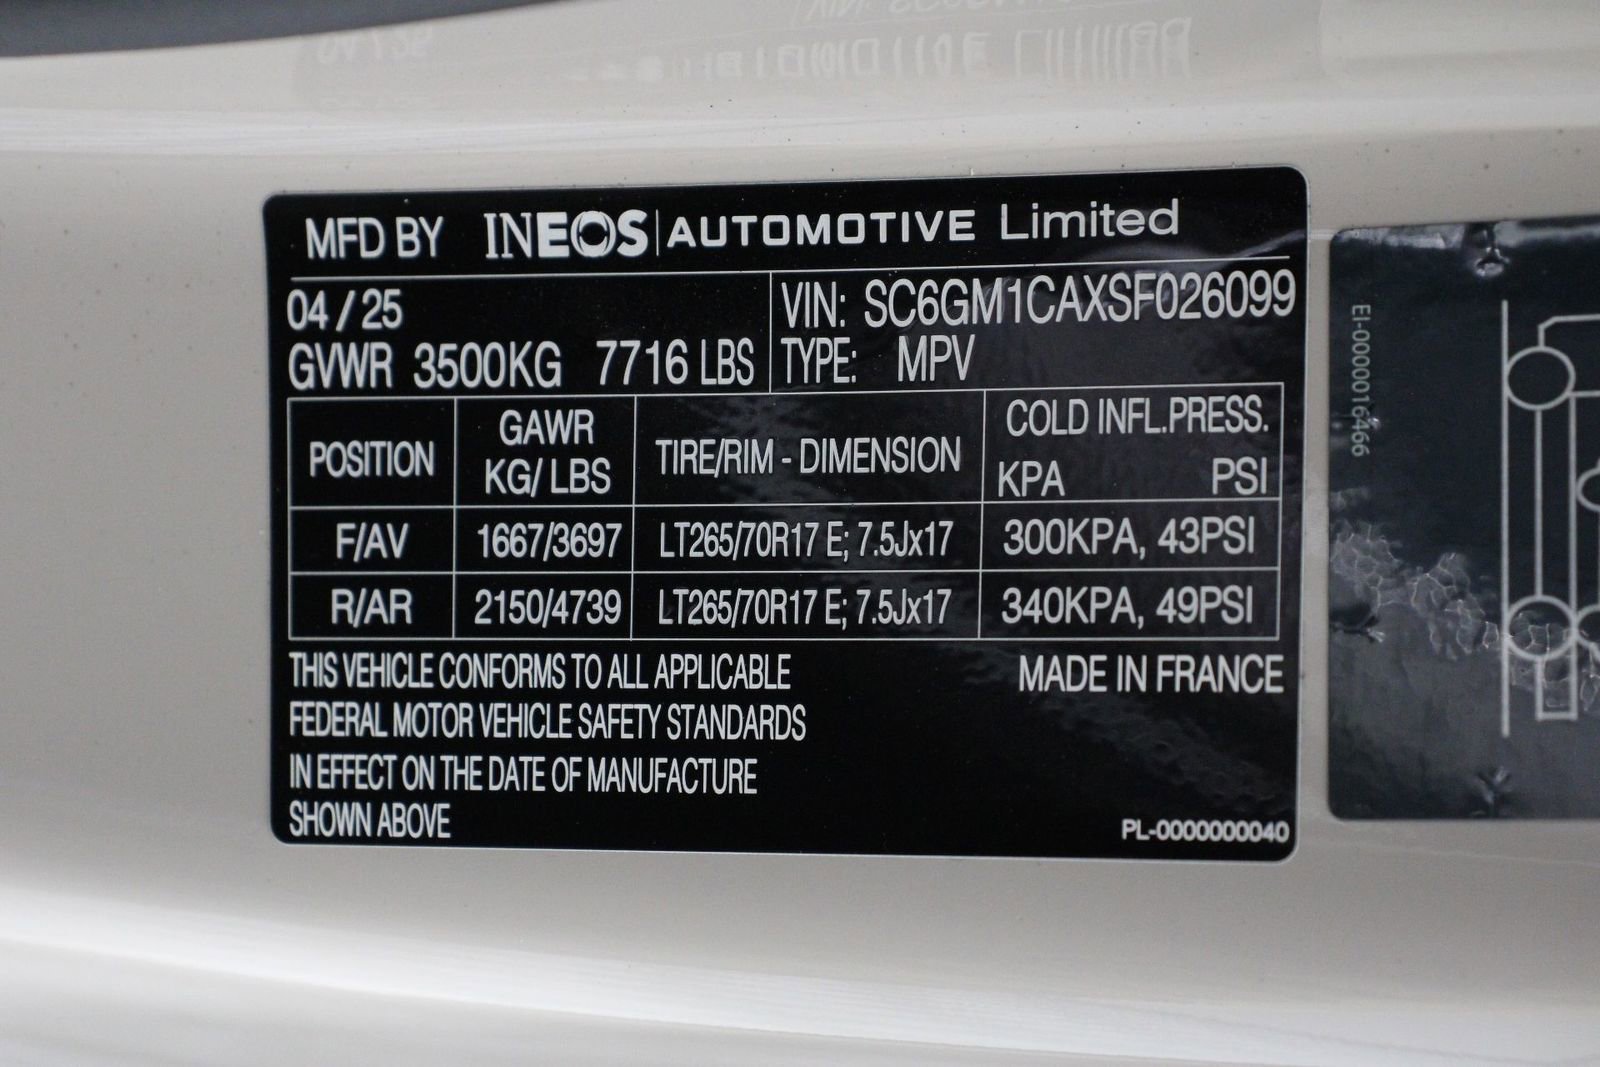 MFD BY INEOS AUTOMOTIVE Limited
04 / 25
GVWR 3500KG 7716 LBS
VIN: SC6GM1CAXSF026099
TYPE: MPV
POSITION
GAWR
KG/ LBS
TIRE/RIM - DIMENSION
COLD INFL.PRESS.
KPA PSI
F/AV 1667/3697 LT265/70R17 E; 7.5Jx17 300KPA, 43PSI
R/AR 2150/4739 LT265/70R17 E; 7.5Jx17 340KPA, 49PSI
THIS VEHICLE CONFORMS TO ALL APPLICABLE
FEDERAL MOTOR VEHICLE SAFETY STANDARDS
IN EFFECT ON THE DATE OF MANUFACTURE
SHOWN ABOVE
MADE IN FRANCE
PL-0000000040
EI-0000016466